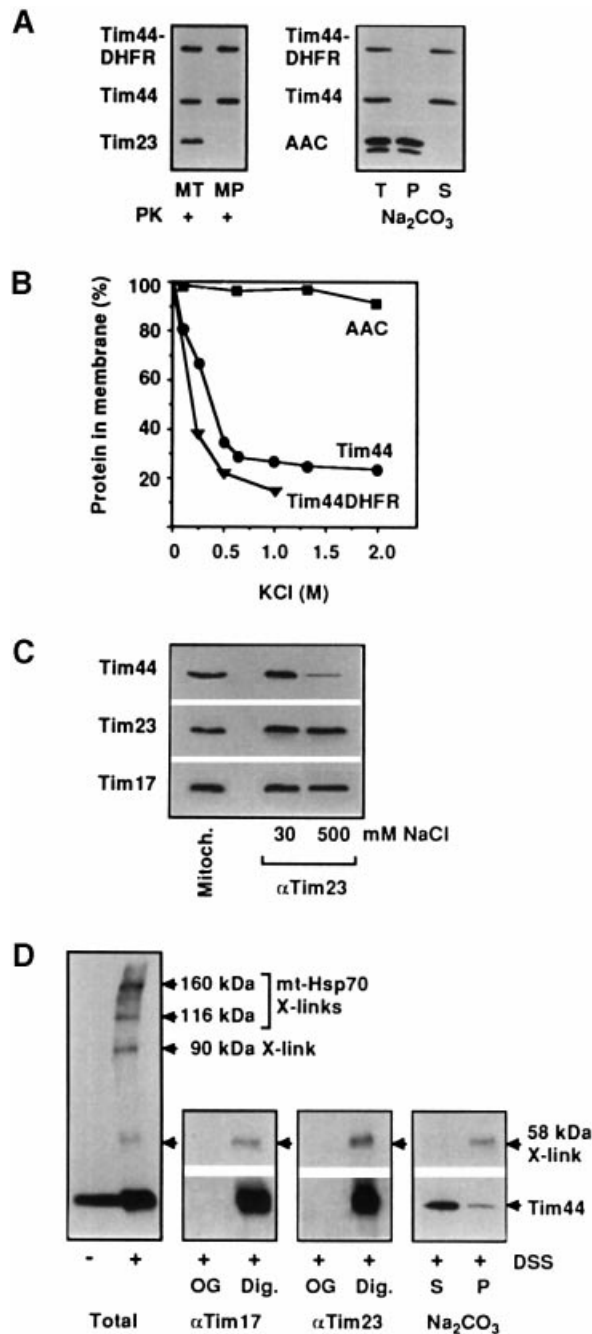 A
Tim44-
DHFR
Tim44
Tim23
MT MP
PK + +
Tim44-
DHFR
Tim44
AAC
T P S
Na₂CO₃
B
Protein in membrane (%)
100
80
60
40
20
AAC
Tim44
Tim44DHFR
0 0.5 1.0 1.5 2.0
KCl (M)
C
Tim44
Tim23
Tim17
Mitoch.
30 500 mM NaCl
αTim23
D
160 kDa
116 kDa
mt-Hsp70
X-links
90 kDa X-link
58 kDa
X-link
Tim44
- + + + + + + + DSS
OG Dig. OG Dig. S P
Total αTim17 αTim23 Na₂CO₃